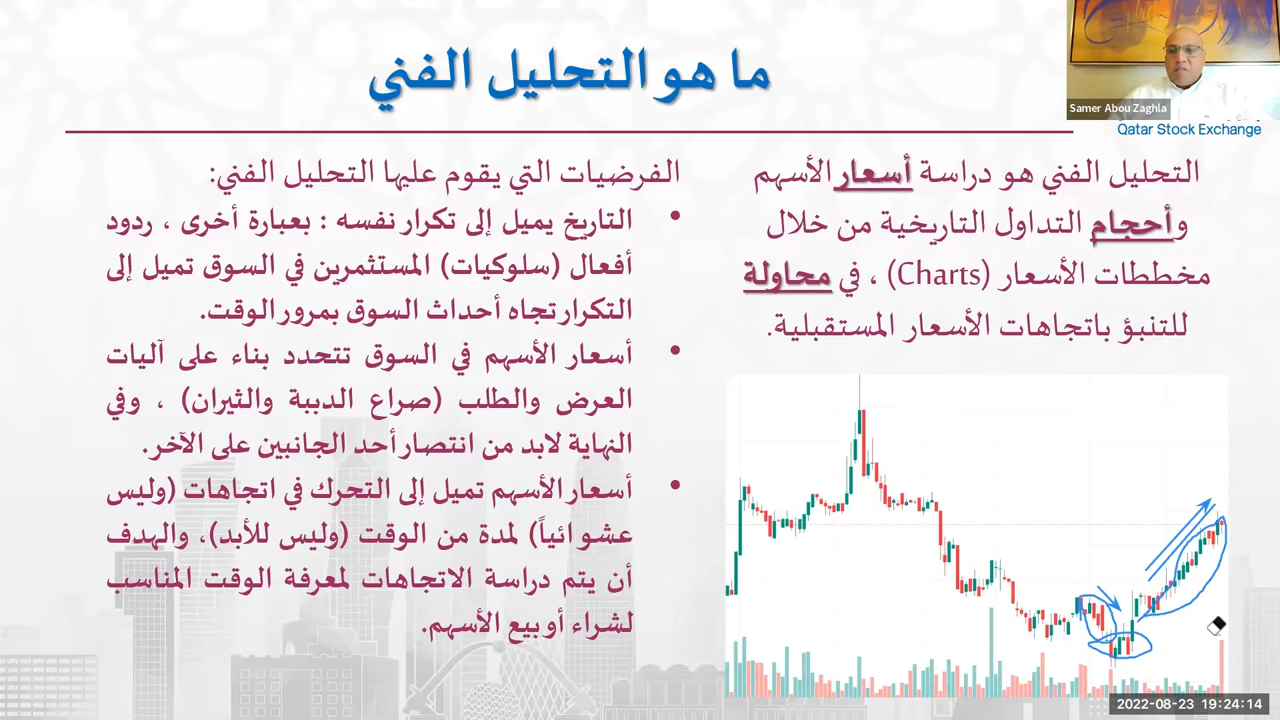 ما هو التحليل الفني
Samer Abou Zaghla
Qatar Stock Exchange
التحليل الفني هو دراسة أسعار الأسهم
وأحجام التداول التاريخية من خلال
مخططات الأسعار (Charts) ، في محاولة
للتنبؤ باتجاهات الأسعار المستقبلية.
الفرضيات التي يقوم عليها التحليل الفني:
• التاريخ يميل إلى تكرار نفسه : بعبارة أخرى ، ردود
أفعال (سلوكيات) المستثمرين في السوق تميل إلى
التكرار تجاه أحداث السوق بمرور الوقت.
• أسعار الأسهم في السوق تتحدد بناء على آليات
العرض والطلب (صراع الدببة والثيران) ، وفي
النهاية لابد من انتصار أحد الجانبين على الآخر.
• أسعار الأسهم تميل إلى التحرك في اتجاهات (وليس
عشوائياً) لمدة من الوقت (وليس للأبد)، والهدف
أن يتم دراسة الاتجاهات لمعرفة الوقت المناسب
لشراء أو بيع الأسهم.
2022-08-23 19:24:14